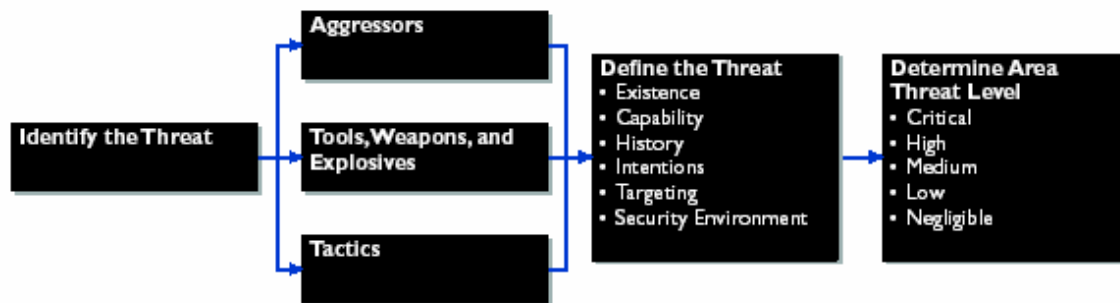 Identify the Threat
Aggressors
Tools, Weapons, and
Explosives
Tactics
Define the Threat
• Existence
• Capability
• History
• Intentions
• Targeting
• Security Environment
Determine Area
Threat Level
• Critical
• High
• Medium
• Low
• Negligible